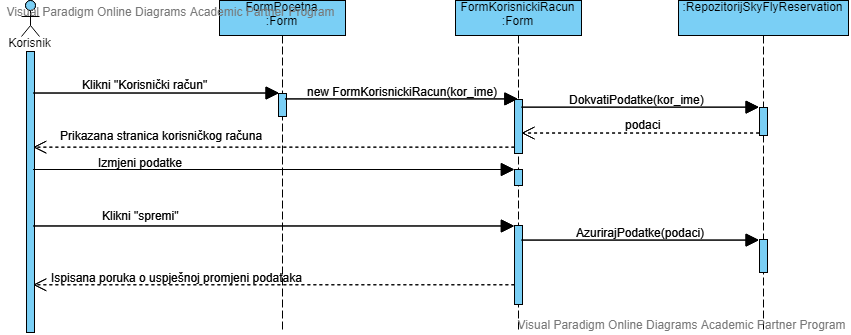 Visual Paradigm Online Diagrams Academic Partner Program
FormPocetna
:Form
FormKorisnickiRacun
:Form
:RepozitorijSkyFlyReservation
Korisnik
Klikni "Korisnički račun"
new FormKorisnickiRacun(kor_ime)
DokvatiPodatke(kor_ime)
podaci
Prikazana stranica korisničkog računa
Izmjeni podatke
Klikni "spremi"
AzurirajPodatke(podaci)
Ispisana poruka o uspješnoj promjeni podataka
Visual Paradigm Online Diagrams Academic Partner Program